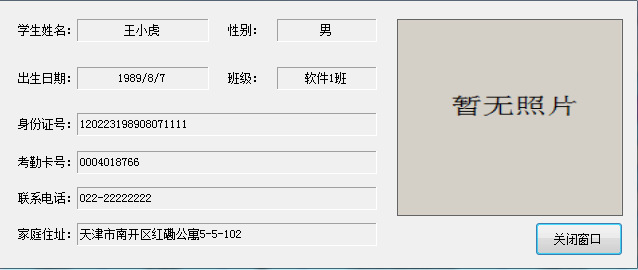 学生姓名: 王小虎 性别: 男
出生日期: 1989/8/7 班级: 软件1班
暂无照片
身份证号: 120223198908071111
考勤卡号: 0004018766
联系电话: 022-22222222
家庭住址: 天津市南开区红磡公寓5-5-102
关闭窗口